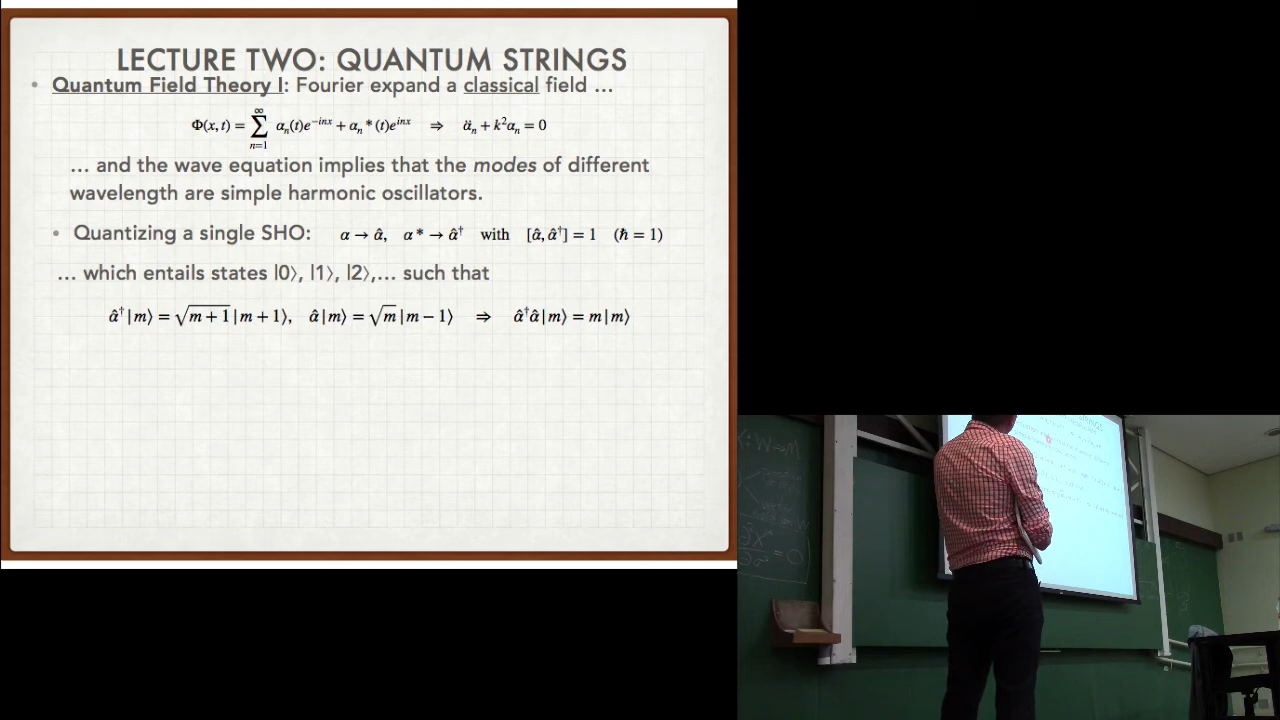 LECTURE TWO: QUANTUM STRINGS
• Quantum Field Theory I: Fourier expand a classical field …
Φ(x, t) = ∑_{n=1}^{∞} α_n(t)e^{-inx} + α_n*(t)e^{inx} ⇒ α̈_n + k²α_n = 0
… and the wave equation implies that the modes of different
wavelength are simple harmonic oscillators.
• Quantizing a single SHO: α → â, α* → â† with [â, â†] = 1 (ℏ = 1)
… which entails states |0⟩, |1⟩, |2⟩,… such that
â†|m⟩ = √(m+1) |m + 1⟩, â|m⟩ = √m |m − 1⟩ ⇒ â†â|m⟩ = m|m⟩
: W→M
= 0
STRINGS